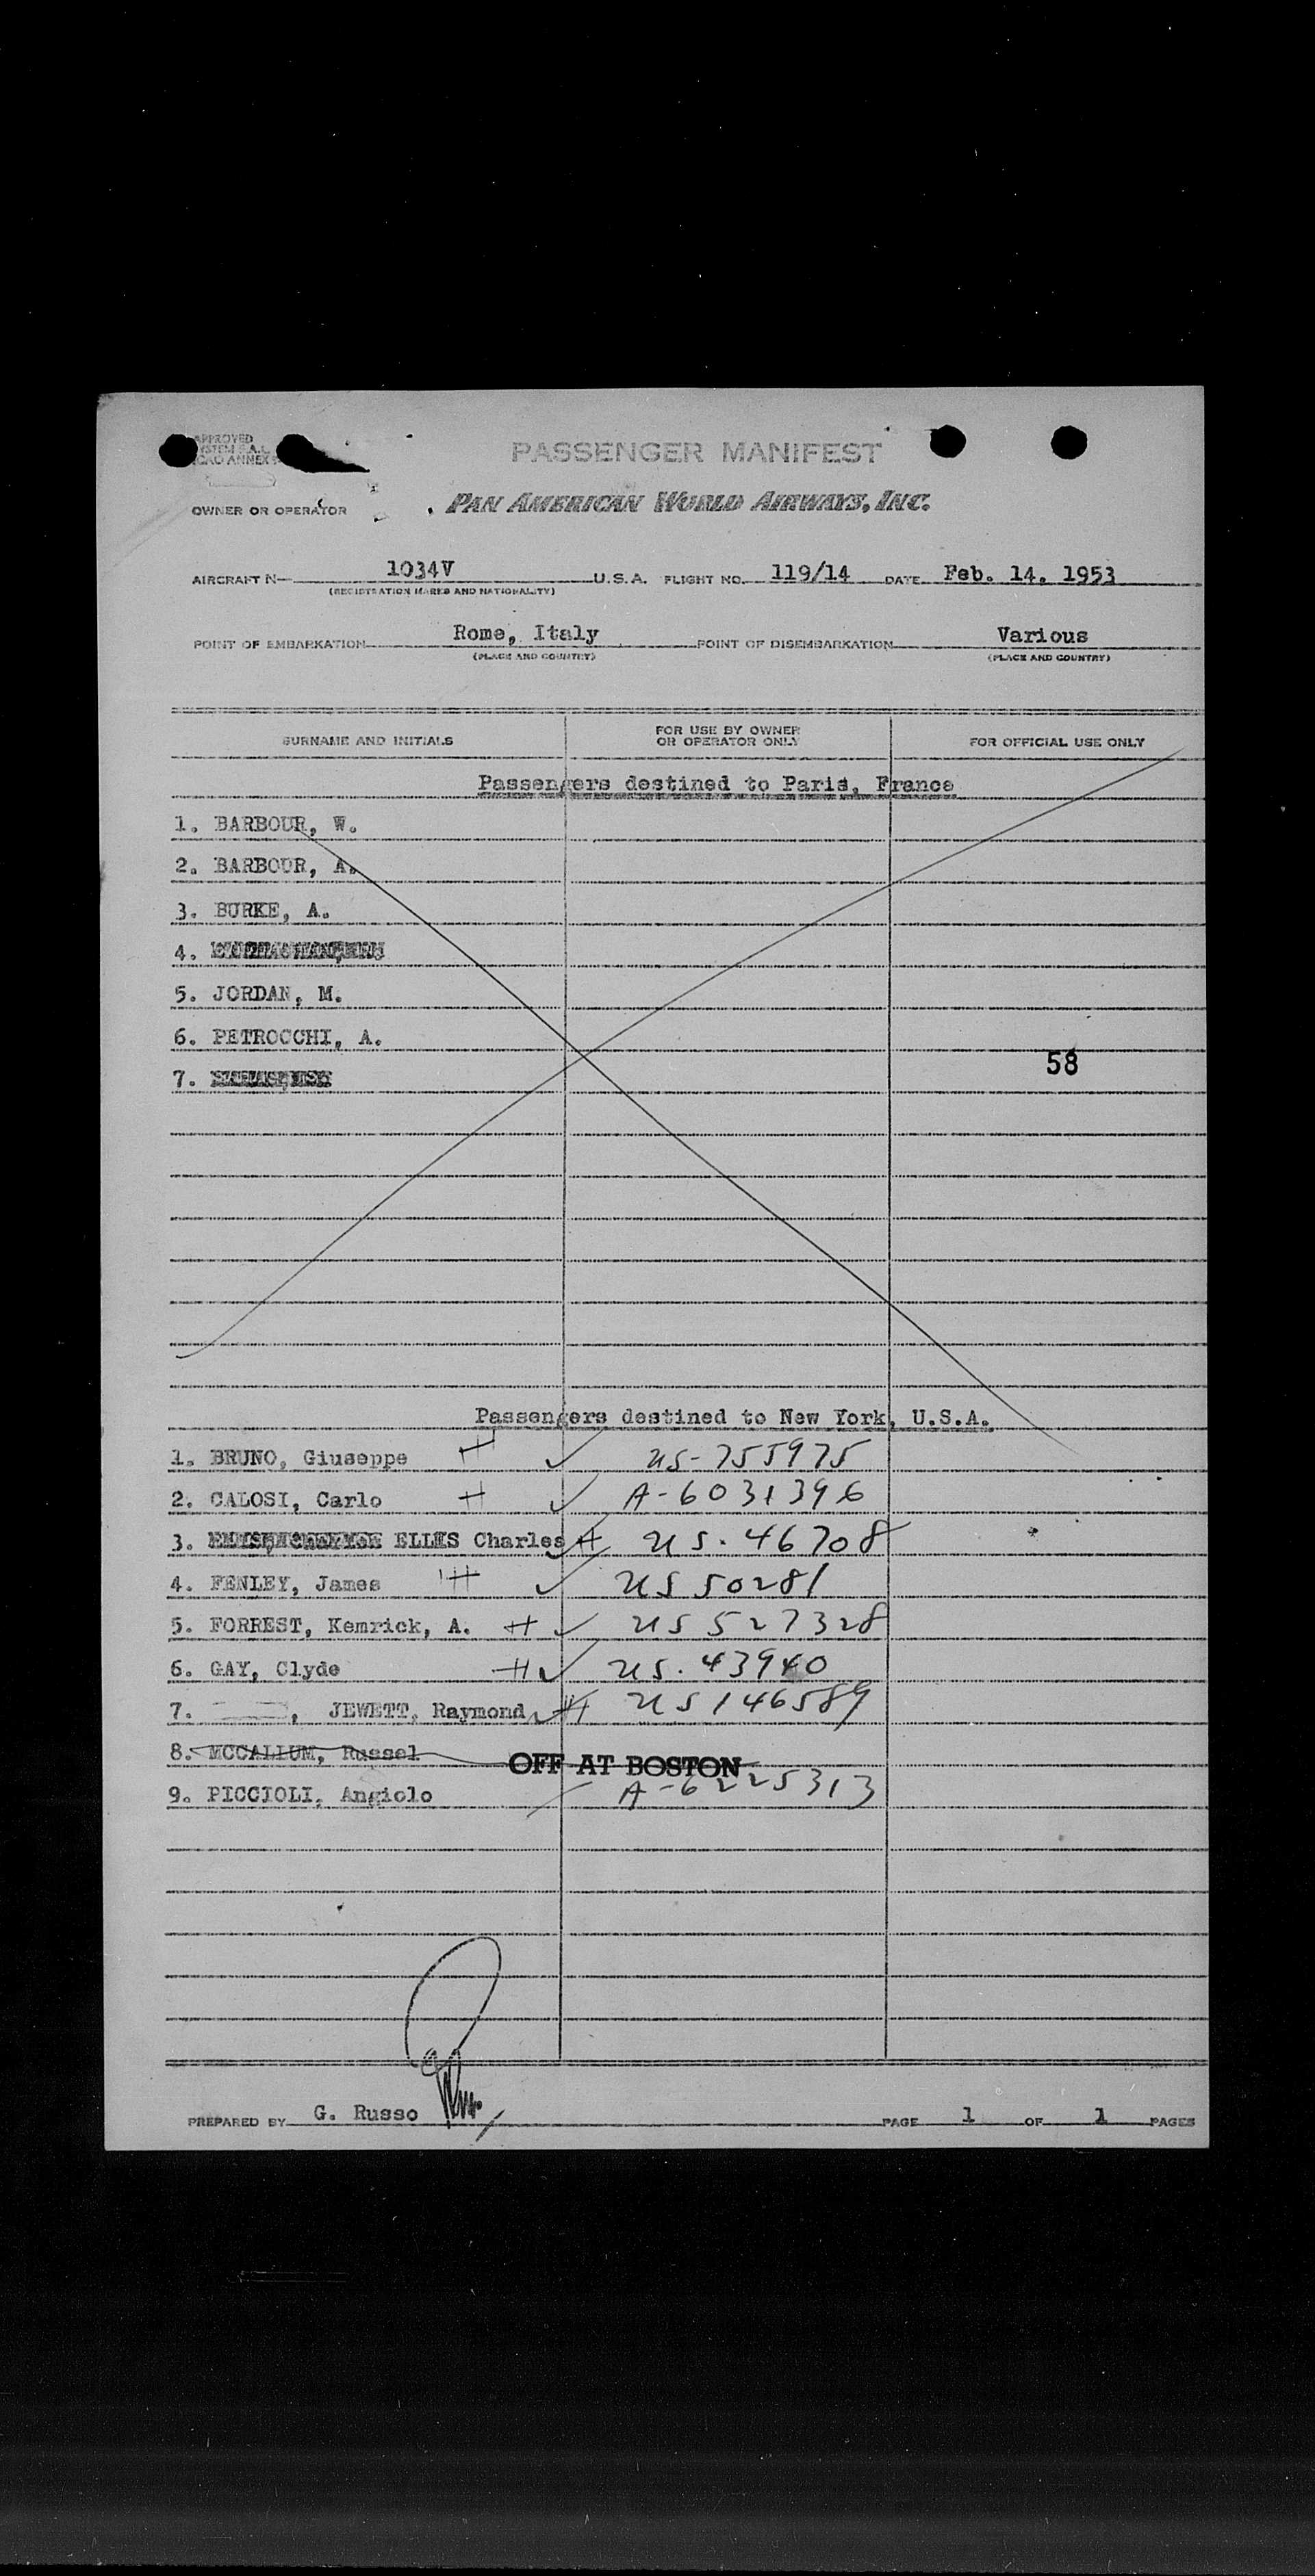 APPROVED
SYSTEM
ICAO ANNEX 9
PASSENGER MANIFEST
OWNER OR OPERATOR PAN AMERICAN WORLD AIRWAYS, INC.
AIRCRAFT N— 1034V U.S.A. FLIGHT NO. 119/14 DATE Feb. 14. 1953
(REGISTRATION MARKS AND NATIONALITY)
POINT OF EMBARKATION Rome, Italy POINT OF DISEMBARKATION Various
(PLACE AND COUNTRY) (PLACE AND COUNTRY)
SURNAME AND INITIALS FOR USE BY OWNER OR OPERATOR ONLY FOR OFFICIAL USE ONLY
Passengers destined to Paris, France
1. BARBOUR, W.
2. BARBOUR, A.
3. BURKE, A.
4.
5. JORDAN, M.
6. PETROCCHI, A.
58
7.
Passengers destined to New York, U.S.A.
1. BRUNO, Giuseppe US-755975
2. CALOSI, Carlo A-6031396
3. ELLIS Charles US. 46708
4. FENLEY, James US 50281
5. FORREST, Kemrick, A. US 527328
6. GAY, Clyde US. 43940
7. , JEWETT, Raymond US 146589
8. MCCALIUM, Russel OFF AT BOSTON
9. PICCIOLI, Angiolo A-6225313
PREPARED BY G. Russo PAGE 1 OF 1 PAGES